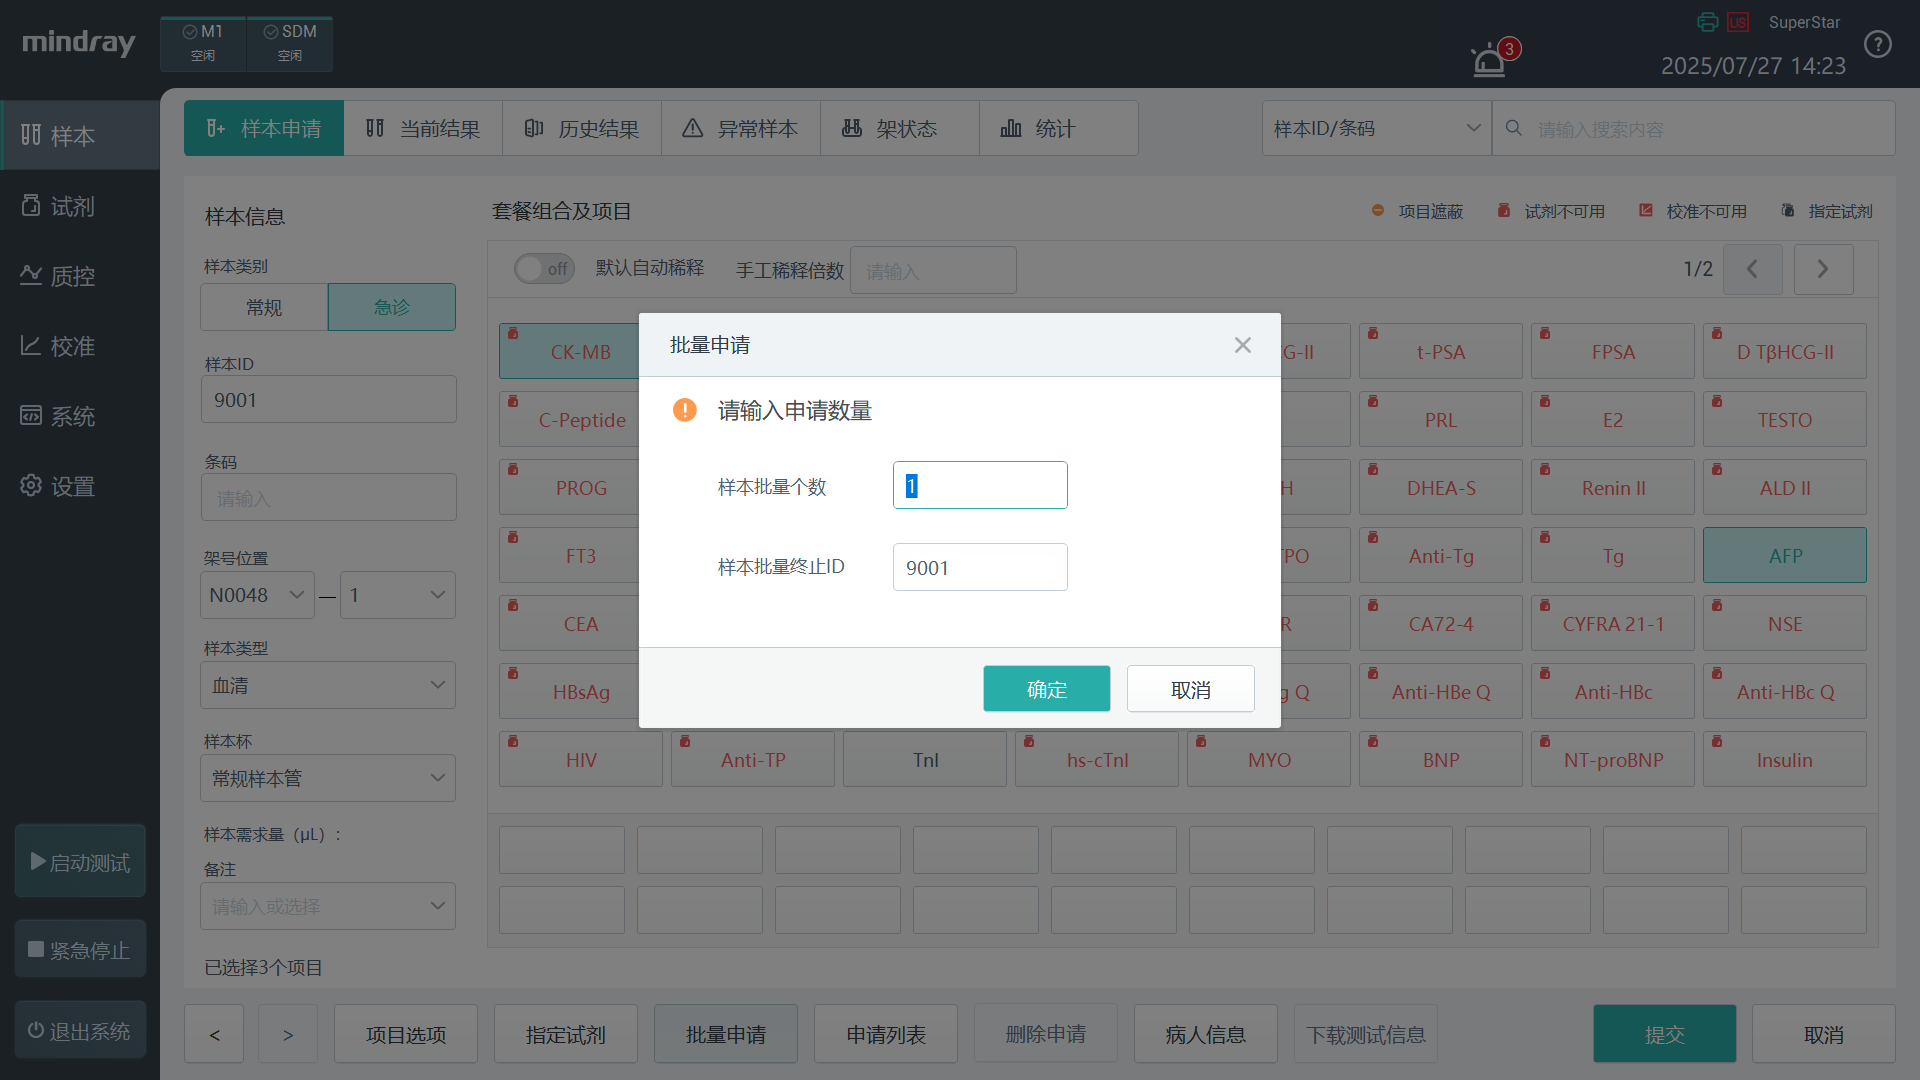 mindray
M1
空闲
SDM
空闲
3
LIS
SuperStar
2025/07/27 14:23
样本
试剂
质控
校准
系统
设置
启动测试
紧急停止
退出系统
样本申请
当前结果
历史结果
异常样本
架状态
统计
样本ID/条码
请输入搜索内容
样本信息
样本类别
常规
急诊
样本ID
9001
条码
请输入
架号位置
N0048
1
样本类型
血清
样本杯
常规样本管
样本需求量（μL）:
备注
请输入或选择
已选择3个项目
套餐组合及项目
项目遮蔽
试剂不可用
校准不可用
指定试剂
off
默认自动稀释
手工稀释倍数
请输入
1/2
CK-MB
G-II
t-PSA
FPSA
D TβHCG-II
C-Peptide
PRL
E2
TESTO
PROG
H
DHEA-S
Renin II
ALD II
FT3
PO
Anti-Tg
Tg
AFP
CEA
R
CA72-4
CYFRA 21-1
NSE
HBsAg
g Q
Anti-HBe Q
Anti-HBc
Anti-HBc Q
HIV
Anti-TP
TnI
hs-cTnI
MYO
BNP
NT-proBNP
Insulin
批量申请
请输入申请数量
样本批量个数
1
样本批量终止ID
9001
确定
取消
<
>
项目选项
指定试剂
批量申请
申请列表
删除申请
病人信息
下载测试信息
提交
取消